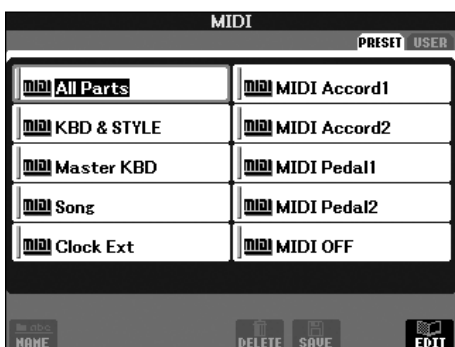 MIDI
PRESET USER
MIDI All Parts
MIDI MIDI Accord1
MIDI KBD & STYLE
MIDI MIDI Accord2
MIDI Master KBD
MIDI MIDI Pedal1
MIDI Song
MIDI MIDI Pedal2
MIDI Clock Ext
MIDI MIDI OFF
abc
NAME
DELETE
SAVE
EDIT